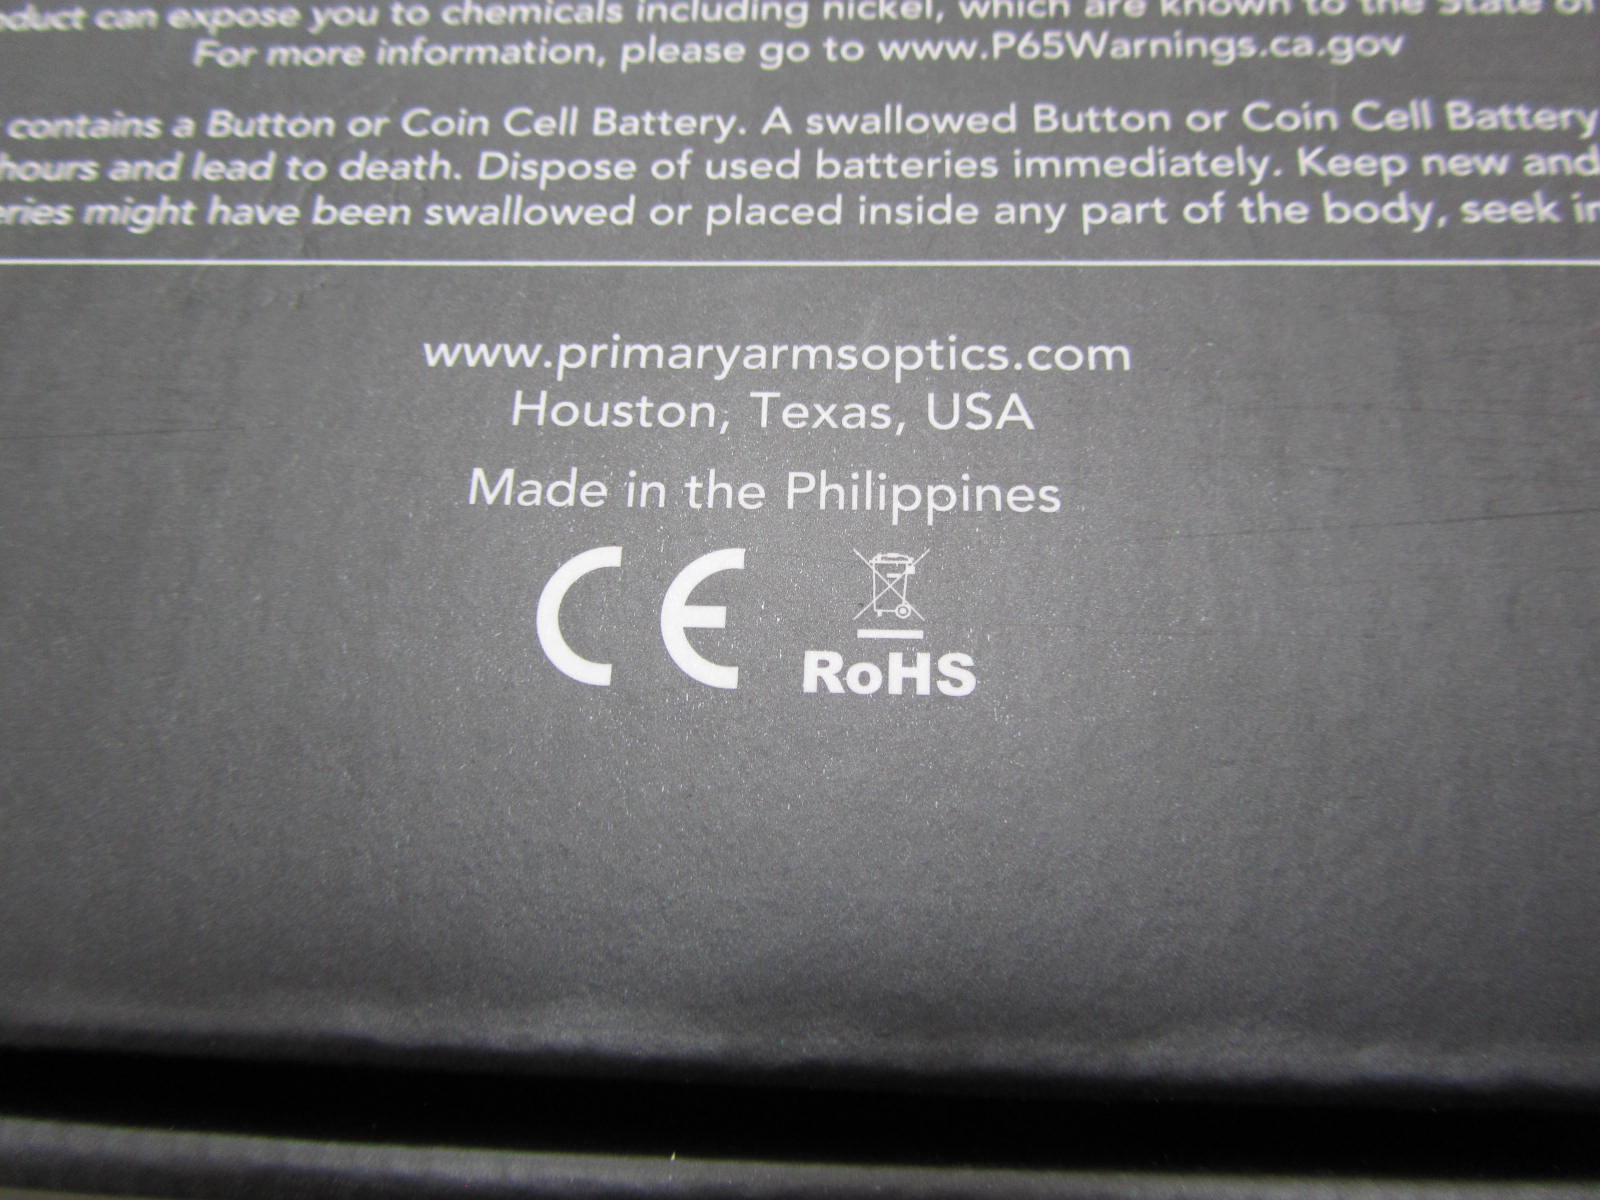 can expose you to chemicals including nickel, which are known to the State of
For more information, please go to www.P65Warnings.ca.gov
contains a Button or Coin Cell Battery. A swallowed Button or Coin Cell Battery
hours and lead to death. Dispose of used batteries immediately. Keep new and
might have been swallowed or placed inside any part of the body, seek
www.primaryarmsoptics.com
Houston, Texas, USA
Made in the Philippines
CE
RoHS